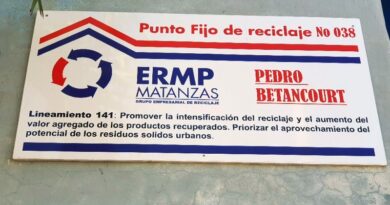 Punto Fijo de reciclaje No 038
ERMP
MATANZAS
GRUPO EMPRESARIAL DE RECICLAJE
PEDRO
BETANCOURT
Lineamiento 141: Promover la intensificación del reciclaje y el aumento del
valor agregado de los productos recuperados. Priorizar el aprovechamiento del
potencial de los residuos solidos urbanos.